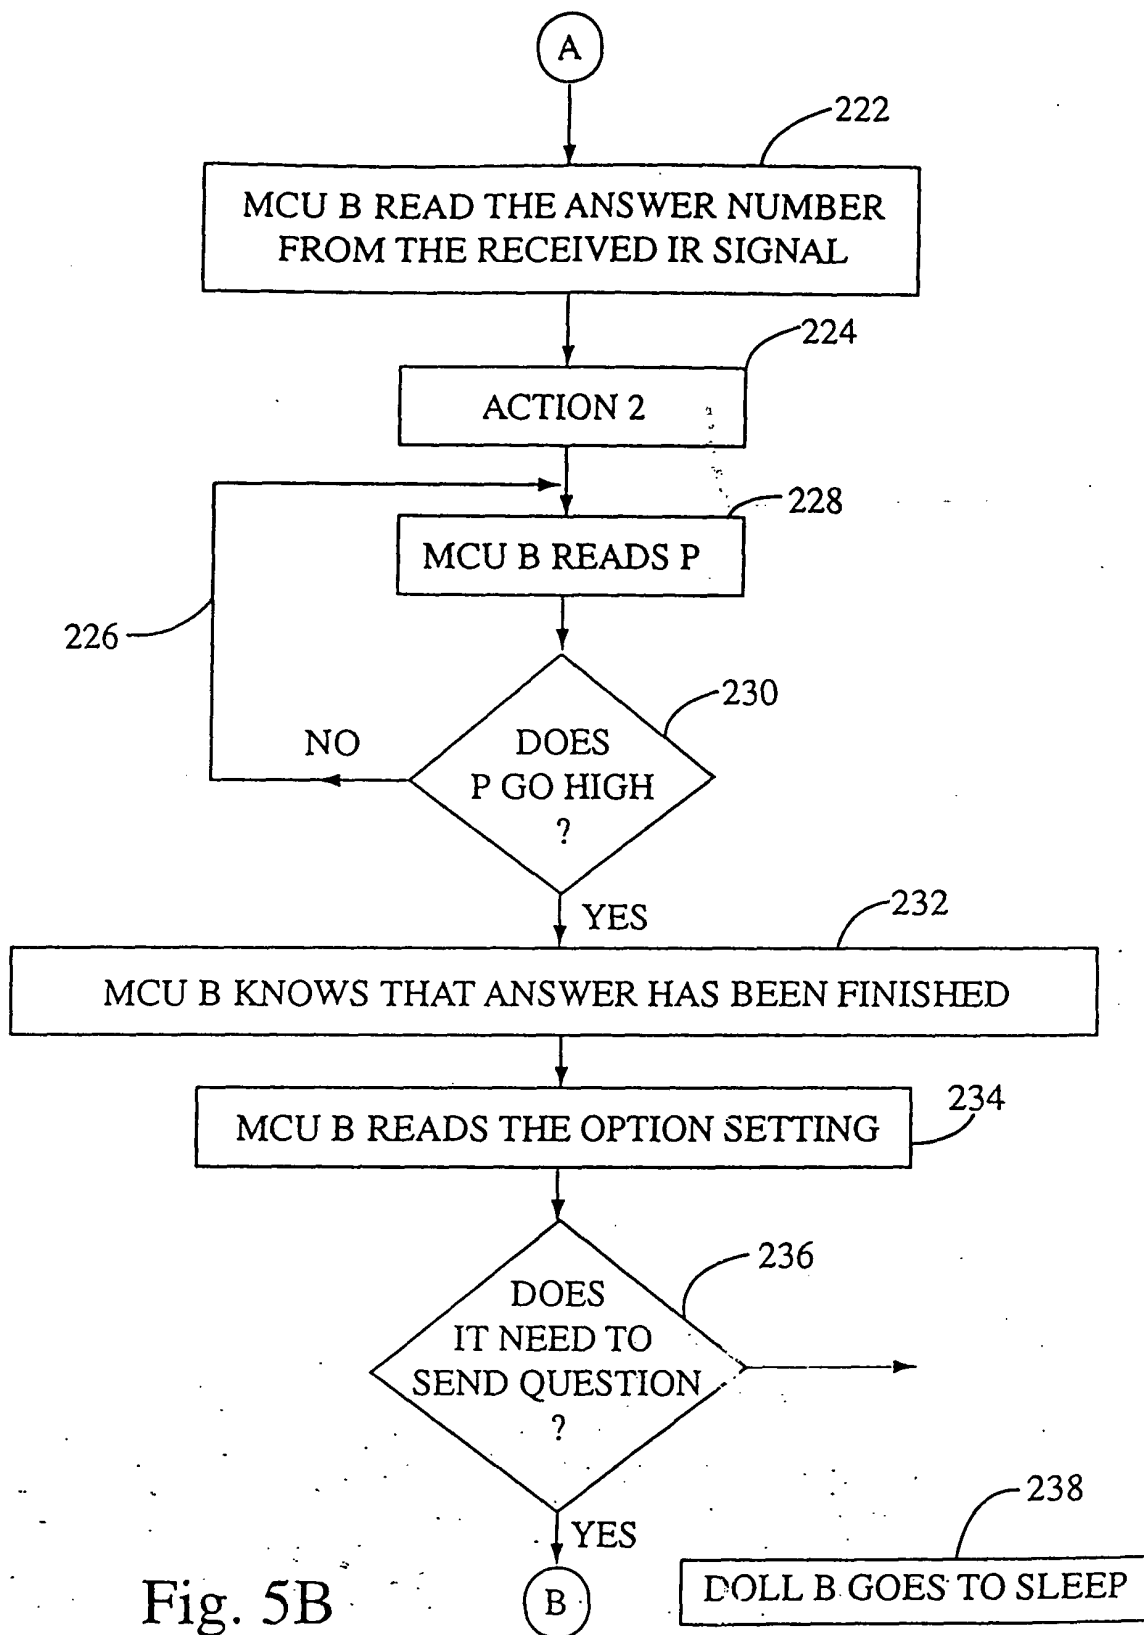 A
222
MCU B READ THE ANSWER NUMBER
FROM THE RECEIVED IR SIGNAL
224
ACTION 2
228
MCU B READS P
226
230
NO
DOES
P GO HIGH
?
YES
232
MCU B KNOWS THAT ANSWER HAS BEEN FINISHED
234
MCU B READS THE OPTION SETTING
236
DOES
IT NEED TO
SEND QUESTION
?
YES
238
B
DOLL B GOES TO SLEEP
Fig. 5B